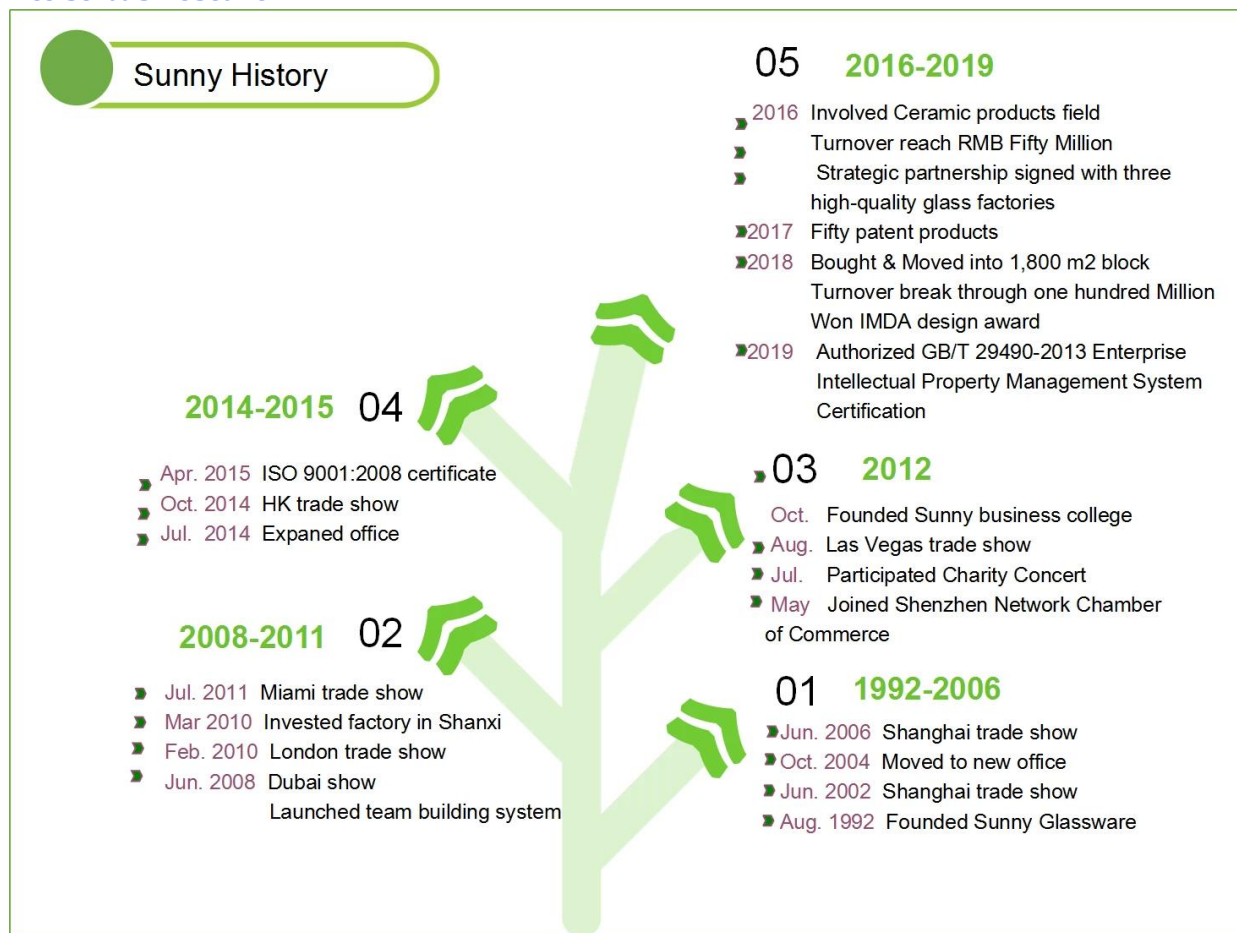 Sunny History
05 2016-2019
2016 Involved Ceramic products field
Turnover reach RMB Fifty Million
Strategic partnership signed with three
high-quality glass factories
2017 Fifty patent products
2018 Bought & Moved into 1,800 m2 block
Turnover break through one hundred Million
Won IMDA design award
2019 Authorized GB/T 29490-2013 Enterprise
Intellectual Property Management System
Certification
2014-2015 04
Apr. 2015 ISO 9001:2008 certificate
Oct. 2014 HK trade show
Jul. 2014 Expaned office
03 2012
Oct. Founded Sunny business college
Aug. Las Vegas trade show
Jul. Participated Charity Concert
May Joined Shenzhen Network Chamber
of Commerce
2008-2011 02
Jul. 2011 Miami trade show
Mar 2010 Invested factory in Shanxi
Feb. 2010 London trade show
Jun. 2008 Dubai show
Launched team building system
01 1992-2006
Jun. 2006 Shanghai trade show
Oct. 2004 Moved to new office
Jun. 2002 Shanghai trade show
Aug. 1992 Founded Sunny Glassware